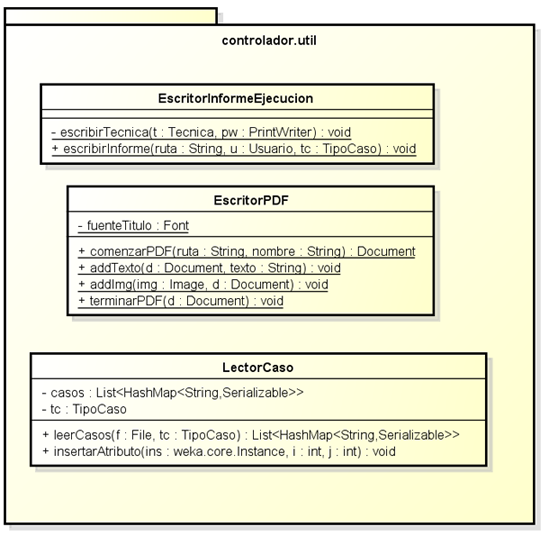 controlador.util
EscritorInformeEjecucion
- escribirTecnica(t : Tecnica, pw : PrintWriter) : void
+ escribirInforme(ruta : String, u : Usuario, tc : TipoCaso) : void
EscritorPDF
- fuenteTitulo : Font
+ comenzarPDF(ruta : String, nombre : String) : Document
+ addTexto(d : Document, texto : String) : void
+ addImg(img : Image, d : Document) : void
+ terminarPDF(d : Document) : void
LectorCaso
- casos : List<HashMap<String,Serializable>>
- tc : TipoCaso
+ leerCasos(f : File, tc : TipoCaso) : List<HashMap<String,Serializable>>
+ insertarAtributo(ins : weka.core.Instance, i : int, j : int) : void